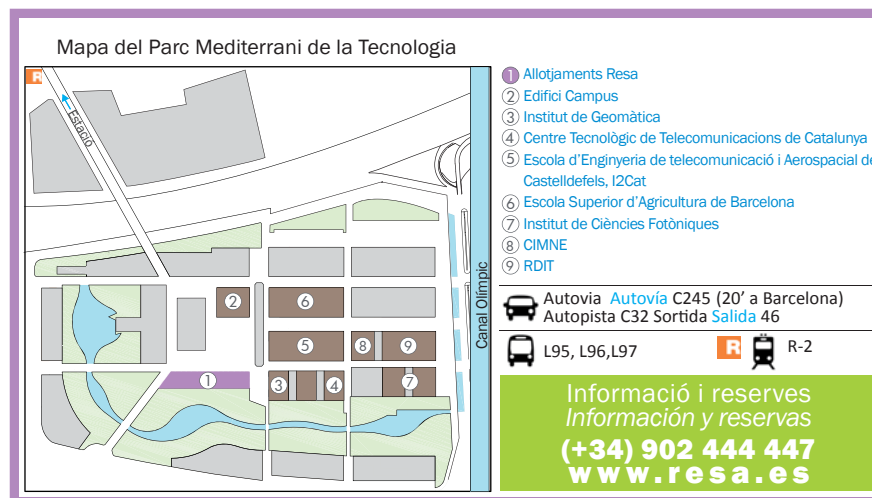 Mapa del Parc Mediterrani de la Tecnologia
R
Estació
Canal Olímpic
2
6
5
8
9
1
3
4
7
1 Allotjaments Resa
2 Edifici Campus
3 Institut de Geomàtica
4 Centre Tecnològic de Telecomunicacions de Catalunya
5 Escola d'Enginyeria de telecomunicació i Aerospacial de
Castelldefels, I2Cat
6 Escola Superior d'Agricultura de Barcelona
7 Institut de Ciències Fotòniques
8 CIMNE
9 RDIT
Autovia Autovía C245 (20' a Barcelona)
Autopista C32 Sortida Salida 46
L95, L96,L97
R
R-2
Informació i reserves
Información y reservas
(+34) 902 444 447
www.resa.es